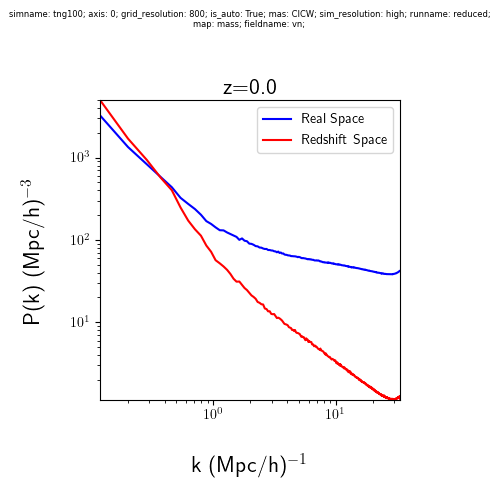 simname: tng100; axis: 0; grid_resolution: 800; is_auto: True; mas: CICW; sim_resolution: high; runname: reduced;
map: mass; fieldname: vn;
z=0.0
Real Space
Redshift Space
P(k) (Mpc/h)⁻³
10³
10²
10¹
10⁰
10¹
k (Mpc/h)⁻¹